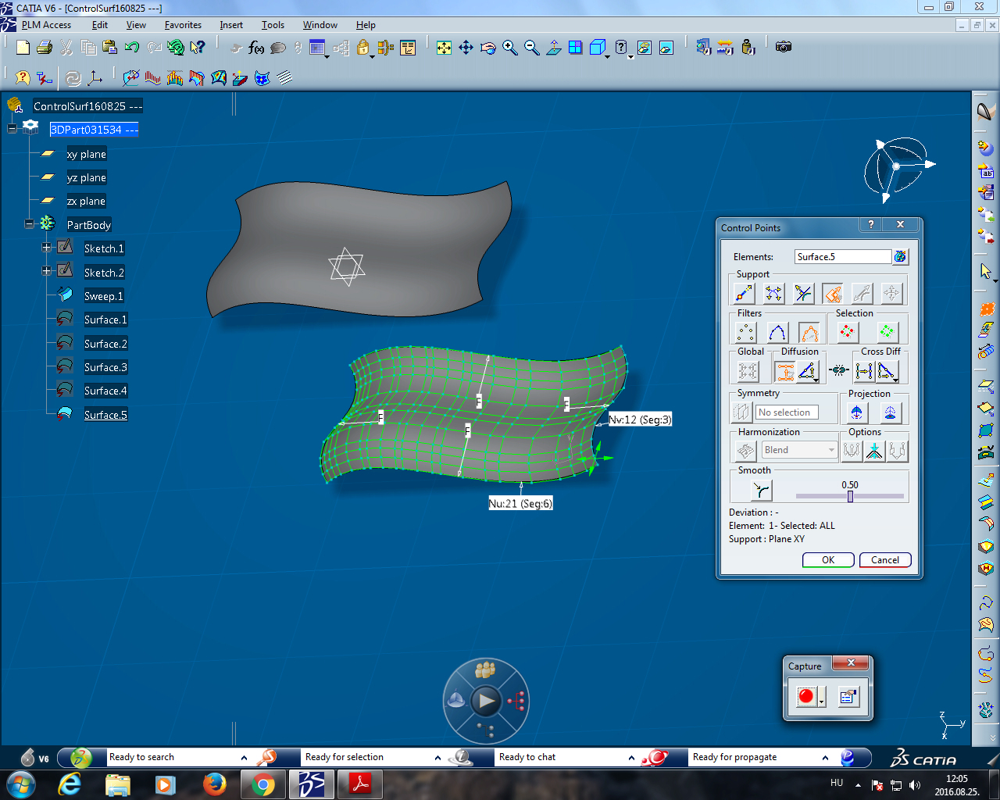 CATIA V6 - [ControlSurf160825 ---]
PLM Access Edit View Favorites Insert Tools Window Help
ControlSurf160825 ---
3DPart031534 ---
xy plane
yz plane
zx plane
PartBody
Sketch.1
Sketch.2
Sweep.1
Surface.1
Surface.2
Surface.3
Surface.4
Surface.5
F
F
F
F
Nv:12 (Seg:3)
Nu:21 (Seg:6)
Control Points
Elements: Surface.5
Support
Filters Selection
Global Diffusion Cross Diff
Symmetry Projection
No selection
Harmonization Options
Blend
Smooth
0.50
Deviation : -
Element: 1- Selected: ALL
Support : Plane XY
OK Cancel
Capture
z
y
x
V6 Ready to search Ready for selection Ready to chat Ready for propagate CATIA
HU 12:05
2016.08.25.